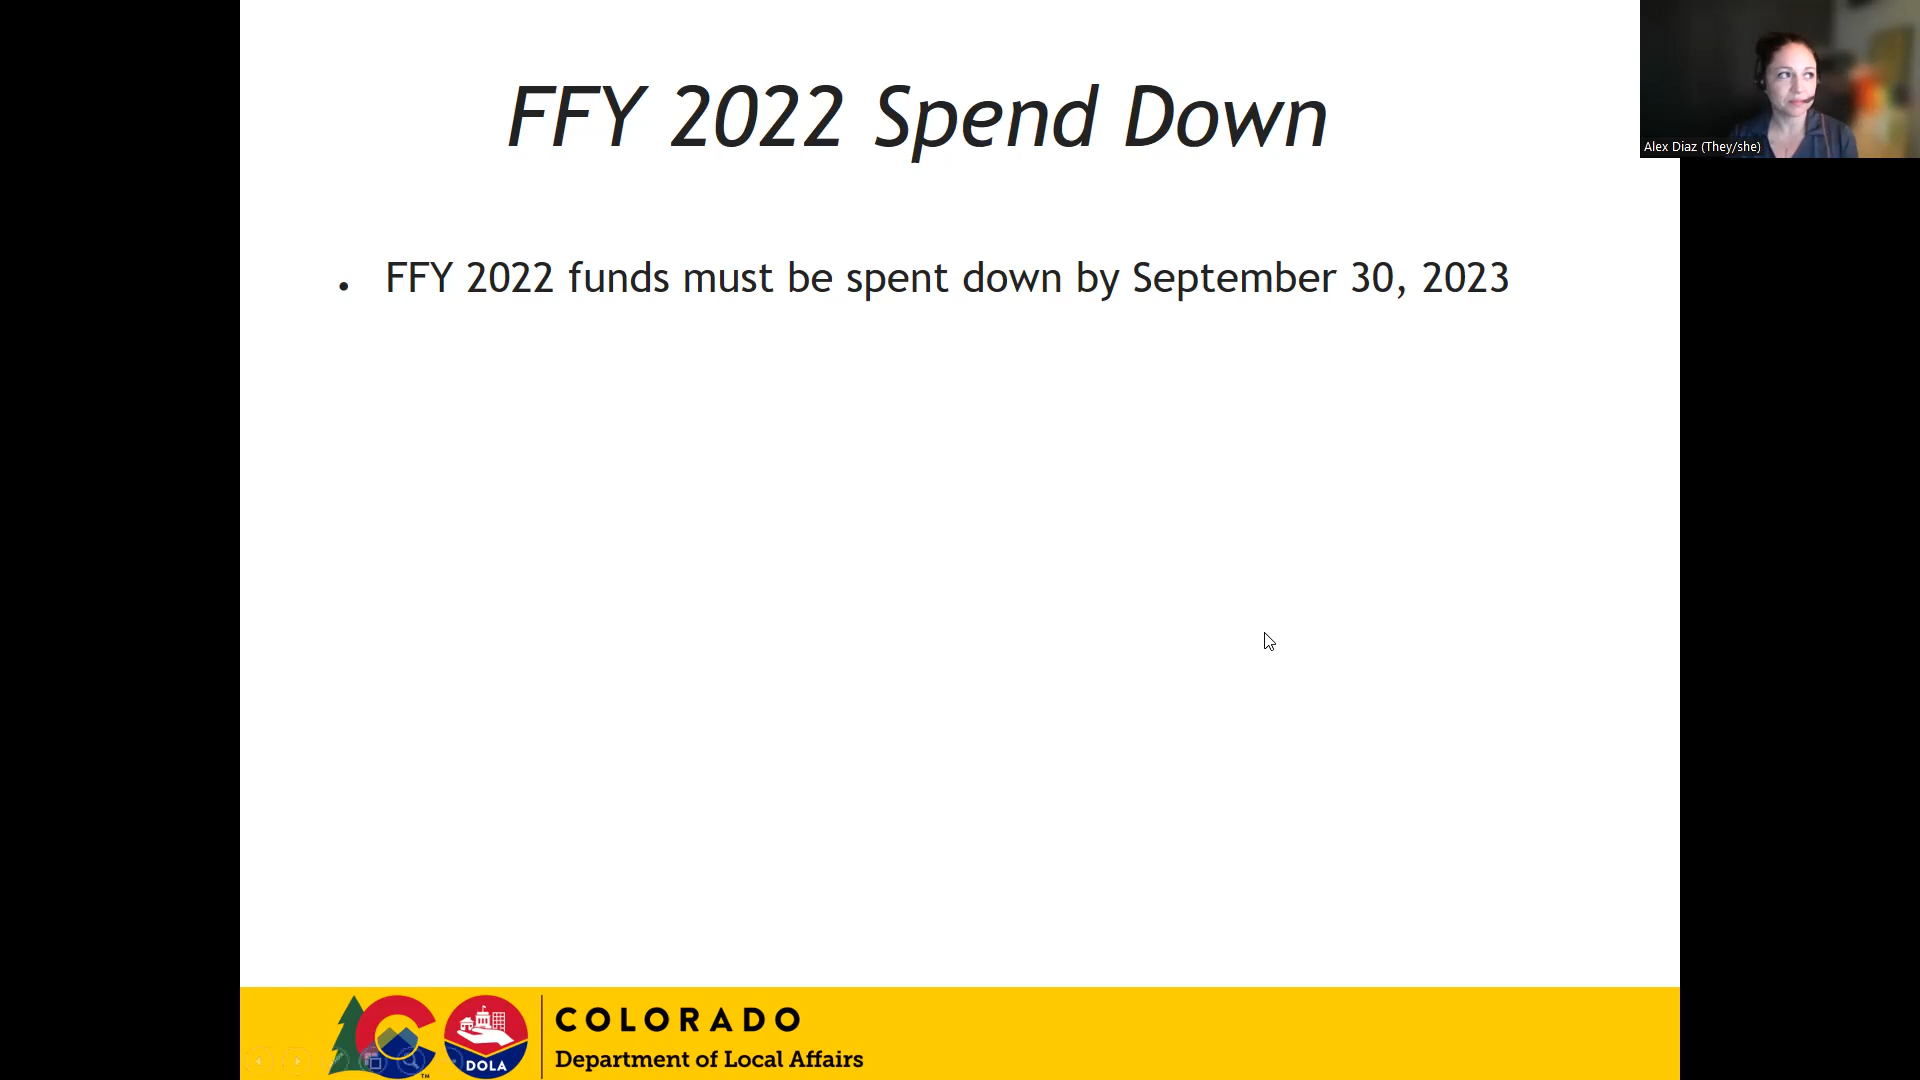 FFY 2022 Spend Down
Alex Diaz (They/she)
• FFY 2022 funds must be spent down by September 30, 2023
COLORADO
Department of Local Affairs
DOLA
TM